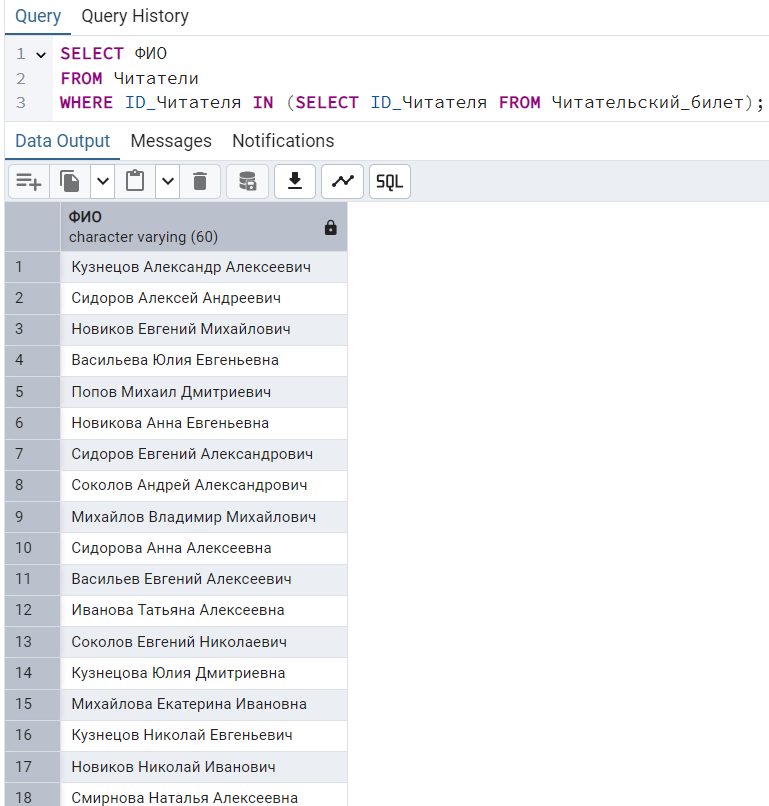 Query Query History
1 SELECT ФИО
2 FROM Читатели
3 WHERE ID_Читателя IN (SELECT ID_Читателя FROM Читательский_билет);
Data Output Messages Notifications
SQL
ФИО
character varying (60)
1 Кузнецов Александр Алексеевич
2 Сидоров Алексей Андреевич
3 Новиков Евгений Михайлович
4 Васильева Юлия Евгеньевна
5 Попов Михаил Дмитриевич
6 Новикова Анна Евгеньевна
7 Сидоров Евгений Александрович
8 Соколов Андрей Александрович
9 Михайлов Владимир Михайлович
10 Сидорова Анна Алексеевна
11 Васильев Евгений Алексеевич
12 Иванова Татьяна Алексеевна
13 Соколов Евгений Николаевич
14 Кузнецова Юлия Дмитриевна
15 Михайлова Екатерина Ивановна
16 Кузнецов Николай Евгеньевич
17 Новиков Николай Иванович
18 Смирнова Наталья Алексеевна